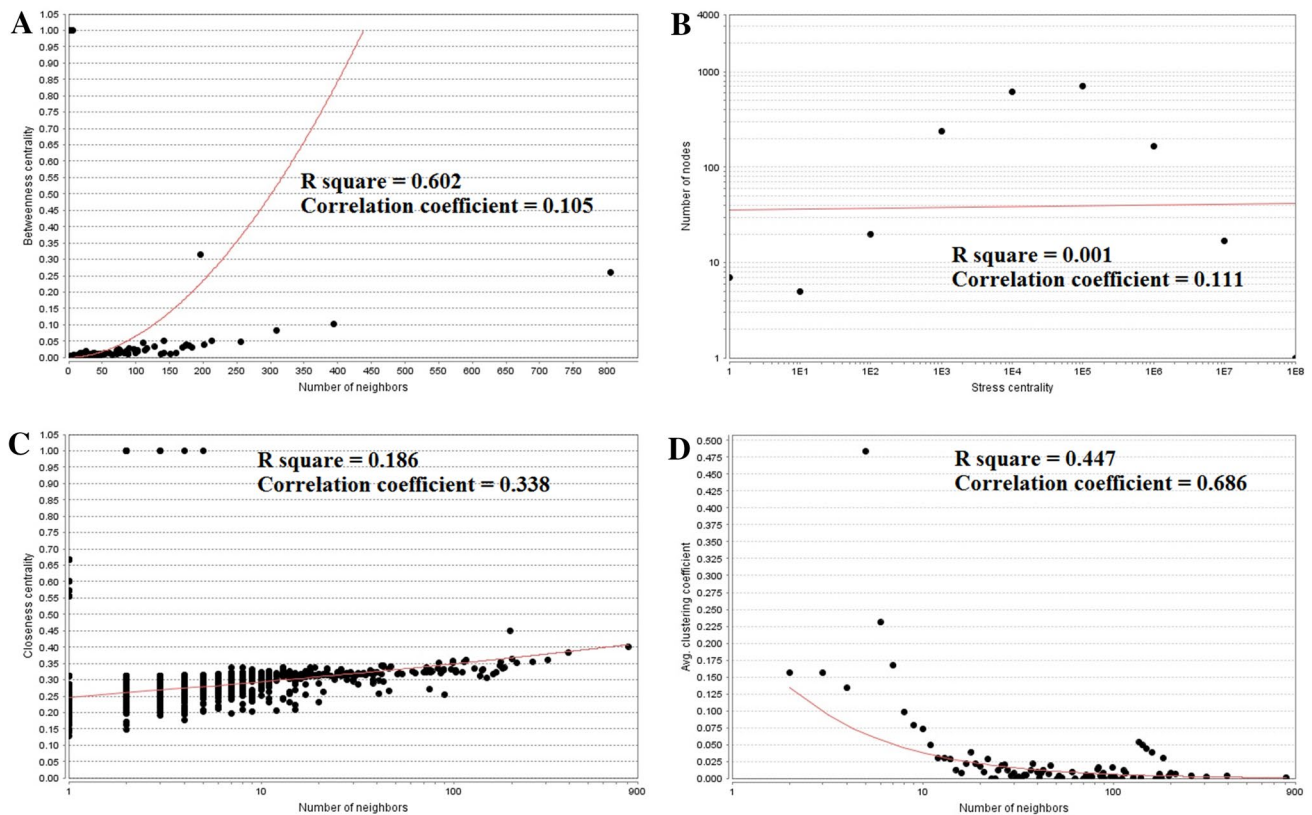 A
1.05
1.00
0.95
0.90
0.85
0.80
0.75
0.70
0.65
0.60
0.55
0.50
0.45
0.40
0.35
0.30
0.25
0.20
0.15
0.10
0.05
0.00
Betweenness centrality
R square = 0.602
Correlation coefficient = 0.105
0 50 100 150 200 250 300 350 400 450 500 550 600 650 700 750 800
Number of neighbors
B
4000
1000
100
10
1
Number of nodes
R square = 0.001
Correlation coefficient = 0.111
1 1E1 1E2 1E3 1E4 1E5 1E6 1E7 1E8
Stress centrality
C
1.05
1.00
0.95
0.90
0.85
0.80
0.75
0.70
0.65
0.60
0.55
0.50
0.45
0.40
0.35
0.30
0.25
0.20
0.15
0.10
0.05
0.00
Closeness centrality
R square = 0.186
Correlation coefficient = 0.338
1 10 100 900
Number of neighbors
D
0.500
0.475
0.450
0.425
0.400
0.375
0.350
0.325
0.300
0.275
0.250
0.225
0.200
0.175
0.150
0.125
0.100
0.075
0.050
0.025
0.000
Avg. clustering coefficient
R square = 0.447
Correlation coefficient = 0.686
1 10 100 900
Number of neighbors